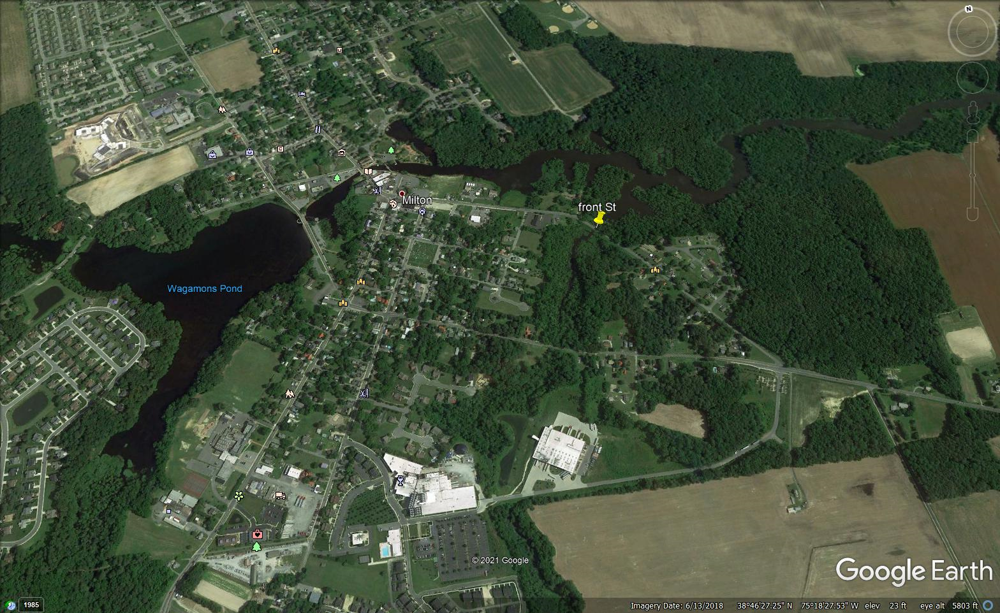 N
Milton
front St
Wagamons Pond
© 2021 Google
Google Earth
1985
Imagery Date: 6/13/2018 38°46'27.25" N 75°18'27.53" W elev 23 ft eye alt 5803 ft